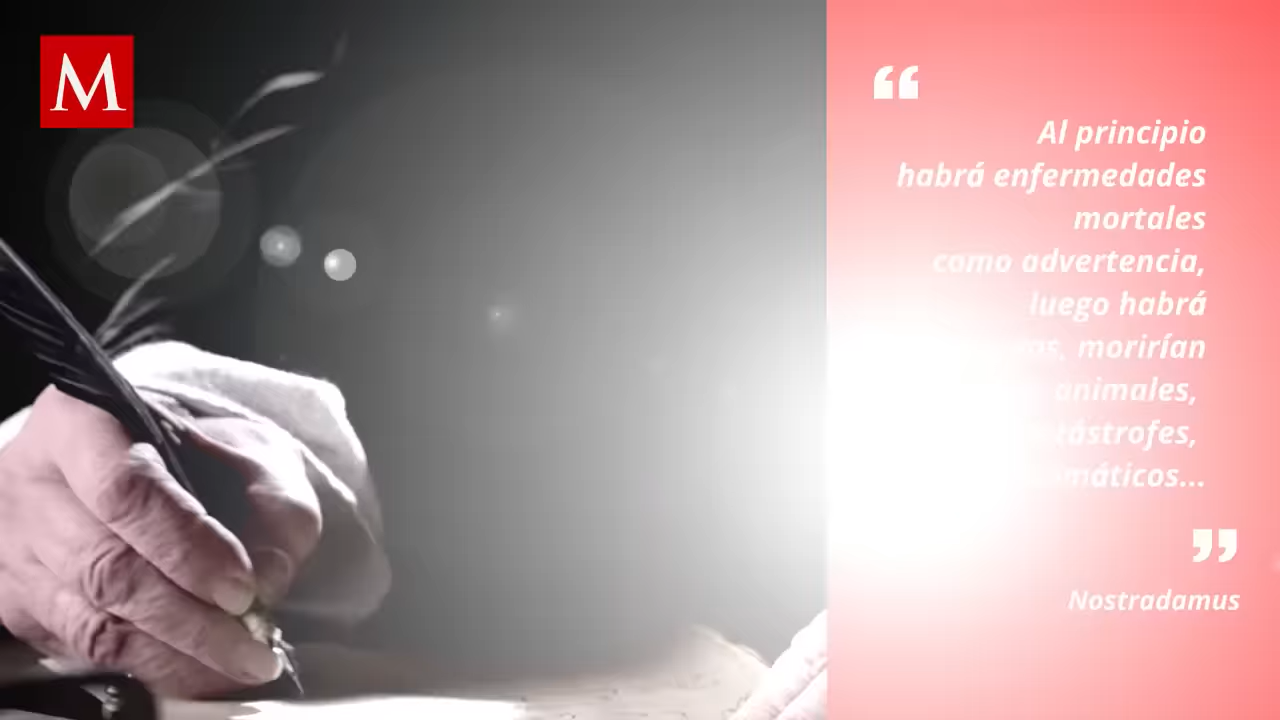 M
“
Al principio
habrá enfermedades
mortales
como advertencia,
luego habrá
morirían
animales,
”
Nostradamus